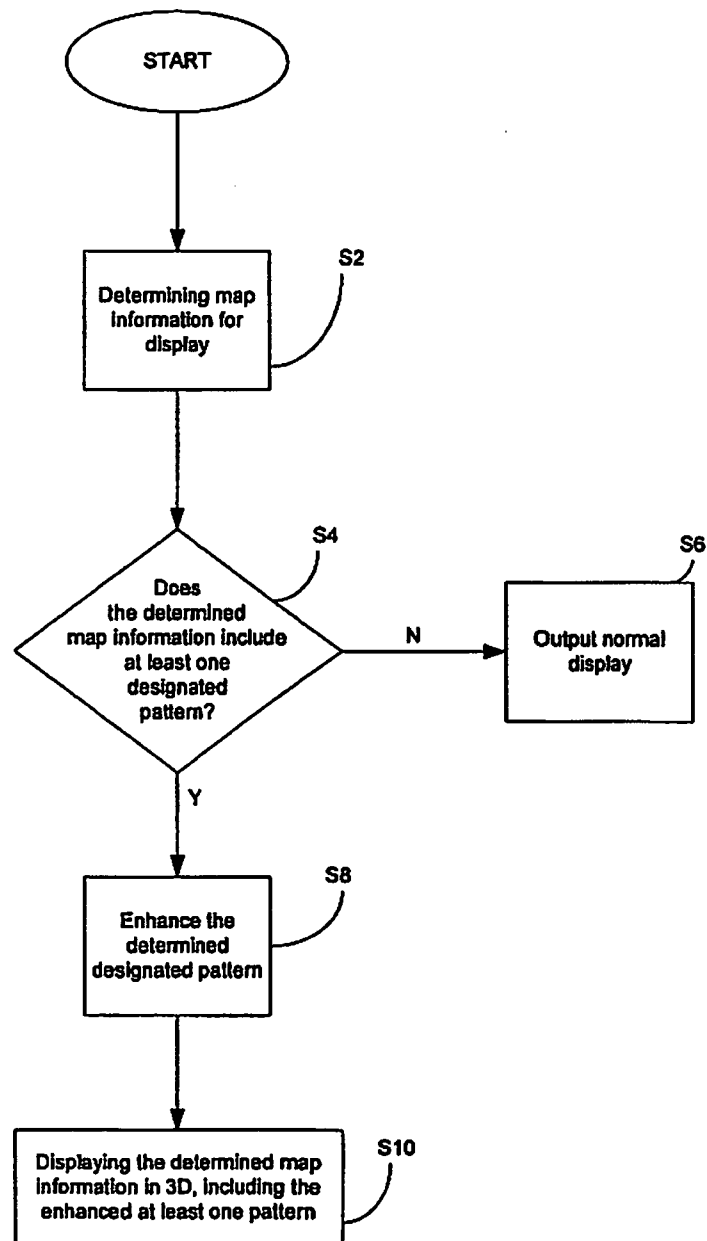 START
S2
Determining map
information for
display
S4
Does
the determined
map information include
at least one
designated
pattern?
N
S6
Output normal
display
Y
S8
Enhance the
determined
designated pattern
S10
Displaying the determined map
information in 3D, including the
enhanced at least one pattern